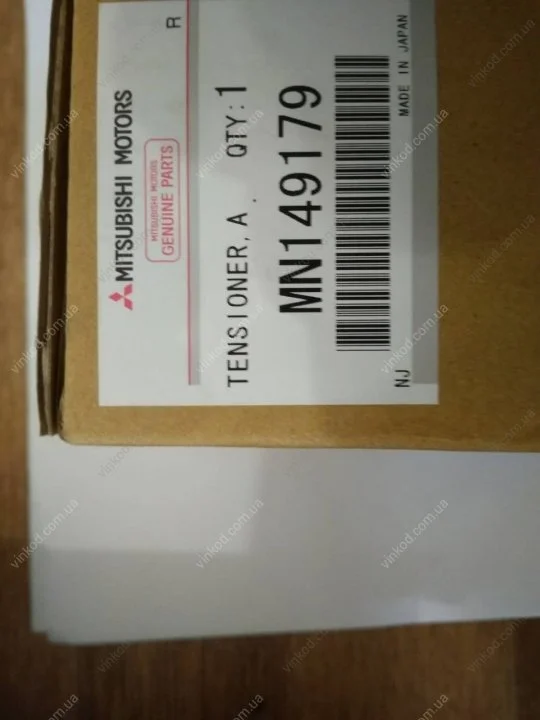 MITSUBISHI MOTORS
R
MITSUBISHI MOTORS
GENUINE PARTS
TENSIONER, A . QTY:1
MN149179
NJ
MADE IN JAPAN
vinkod.com.ua